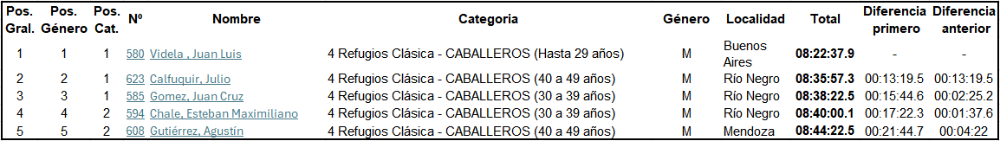 Pos. Gral. Pos. Género Pos. Cat. Nº Nombre Categoria Género Localidad Total Diferencia primero Diferencia anterior
1 1 1 580 Videla , Juan Luis 4 Refugios Clásica - CABALLEROS (Hasta 29 años) M Buenos Aires 08:22:37.9 - -
2 2 1 623 Calfuquir, Julio 4 Refugios Clásica - CABALLEROS (40 a 49 años) M Río Negro 08:35:57.3 00:13:19.5 00:13:19.5
3 3 1 585 Gomez, Juan Cruz 4 Refugios Clásica - CABALLEROS (30 a 39 años) M Río Negro 08:38:22.5 00:15:44.6 00:02:25.2
4 4 2 594 Chale, Esteban Maximiliano 4 Refugios Clásica - CABALLEROS (30 a 39 años) M Río Negro 08:40:00.1 00:17:22.3 00:01:37.6
5 5 2 608 Gutiérrez, Agustín 4 Refugios Clásica - CABALLEROS (40 a 49 años) M Mendoza 08:44:22.5 00:21:44.7 00:04:22